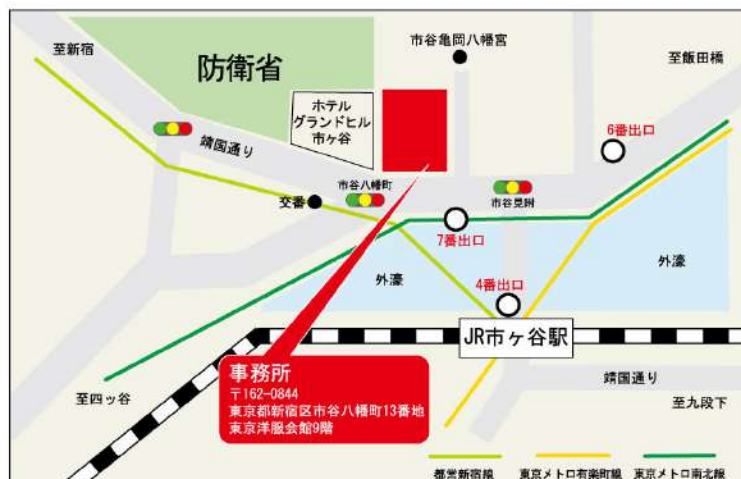 至新宿
防衛省
市谷亀岡八幡宮
至飯田橋
ホテル
グランドヒル
市ヶ谷
6番出口
靖国通り
市谷八幡町
交番
市谷見附
7番出口
外濠
4番出口
外濠
JR市ヶ谷駅
事務所
〒162-0844
東京都新宿区市谷八幡町13番地
東京洋服会館9階
至四ッ谷
靖国通り
至九段下
都営新宿線
東京メトロ有楽町線
東京メトロ南北線